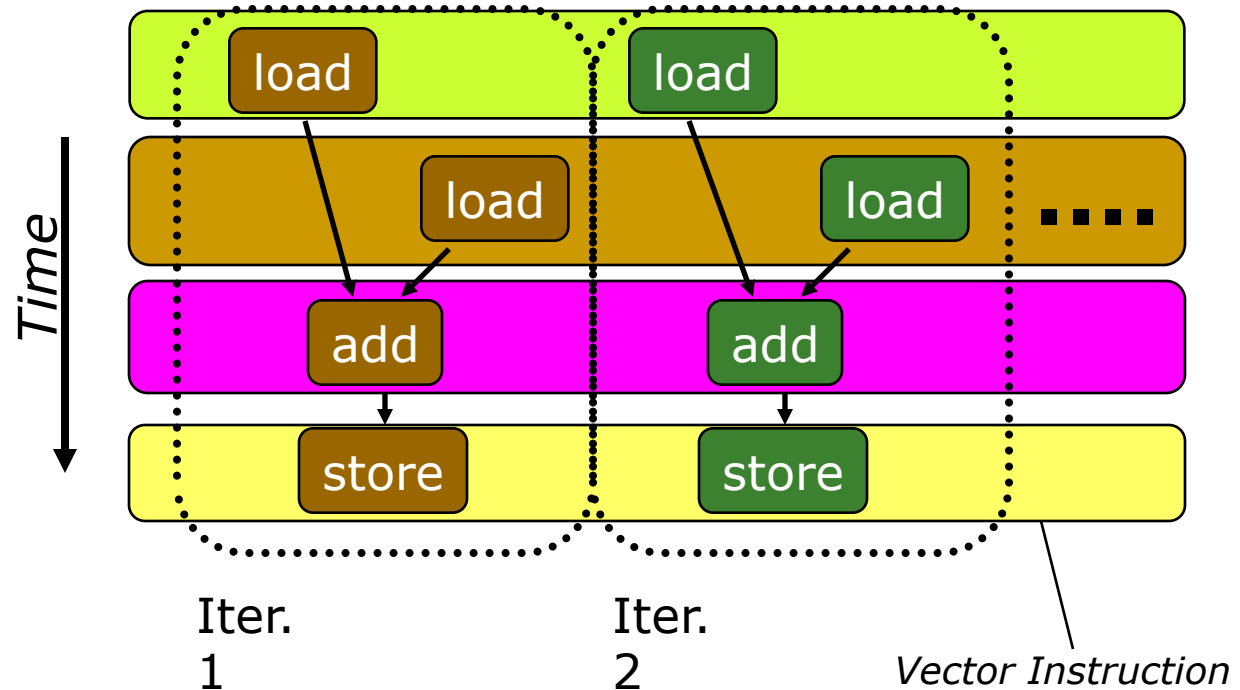 load load
load load
Time
add add
store store
Iter.
1
Iter.
2
Vector Instruction